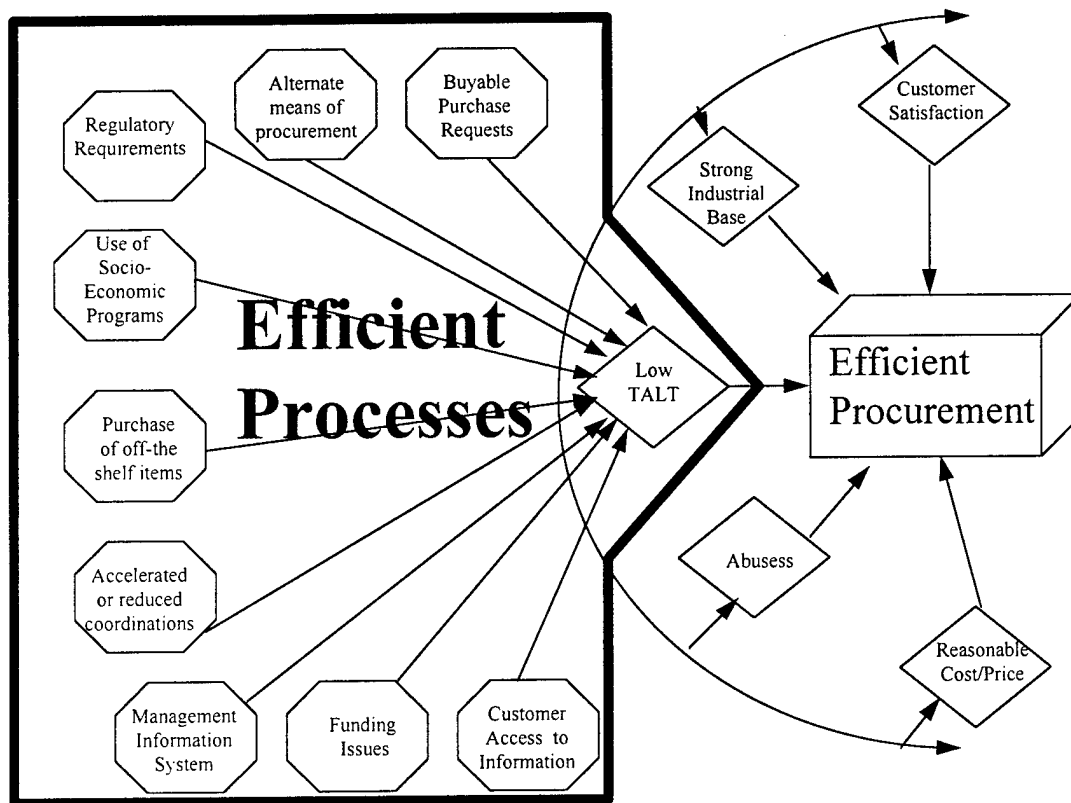 Regulatory
Requirements
Alternate
means of
procurement
Buyable
Purchase
Requests
Customer
Satisfaction
Strong
Industrial
Base
Use of
Socio-
Economic
Programs
Efficient
Processes
Low
TALT
Efficient
Procurement
Purchase
of off-the
shelf items
Accelerated
or reduced
coordinations
Abusess
Reasonable
Cost/Price
Management
Information
System
Funding
Issues
Customer
Access to
Information